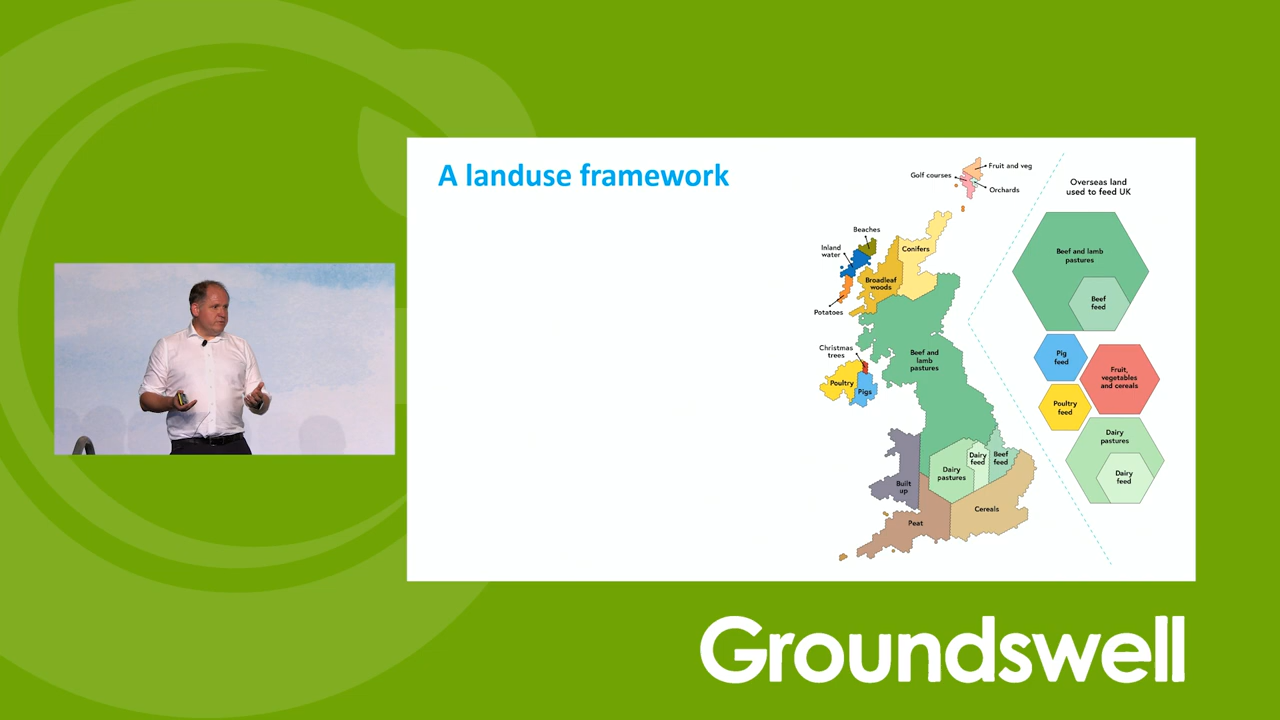 A landuse framework
Fruit and veg
Golf courses
Orchards
Beaches
Inland
water
Conifers
Broadleaf
woods
Potatoes
Christmas
trees
Poultry
Pigs
Beef and
lamb
pastures
Built
up
Dairy
pastures
Dairy
feed
Beef
feed
Cereals
Peat
Overseas land
used to feed UK
Beef and lamb
pastures
Beef
feed
Pig
feed
Fruit,
vegetables
and cereals
Poultry
feed
Dairy
pastures
Dairy
feed
Groundswell